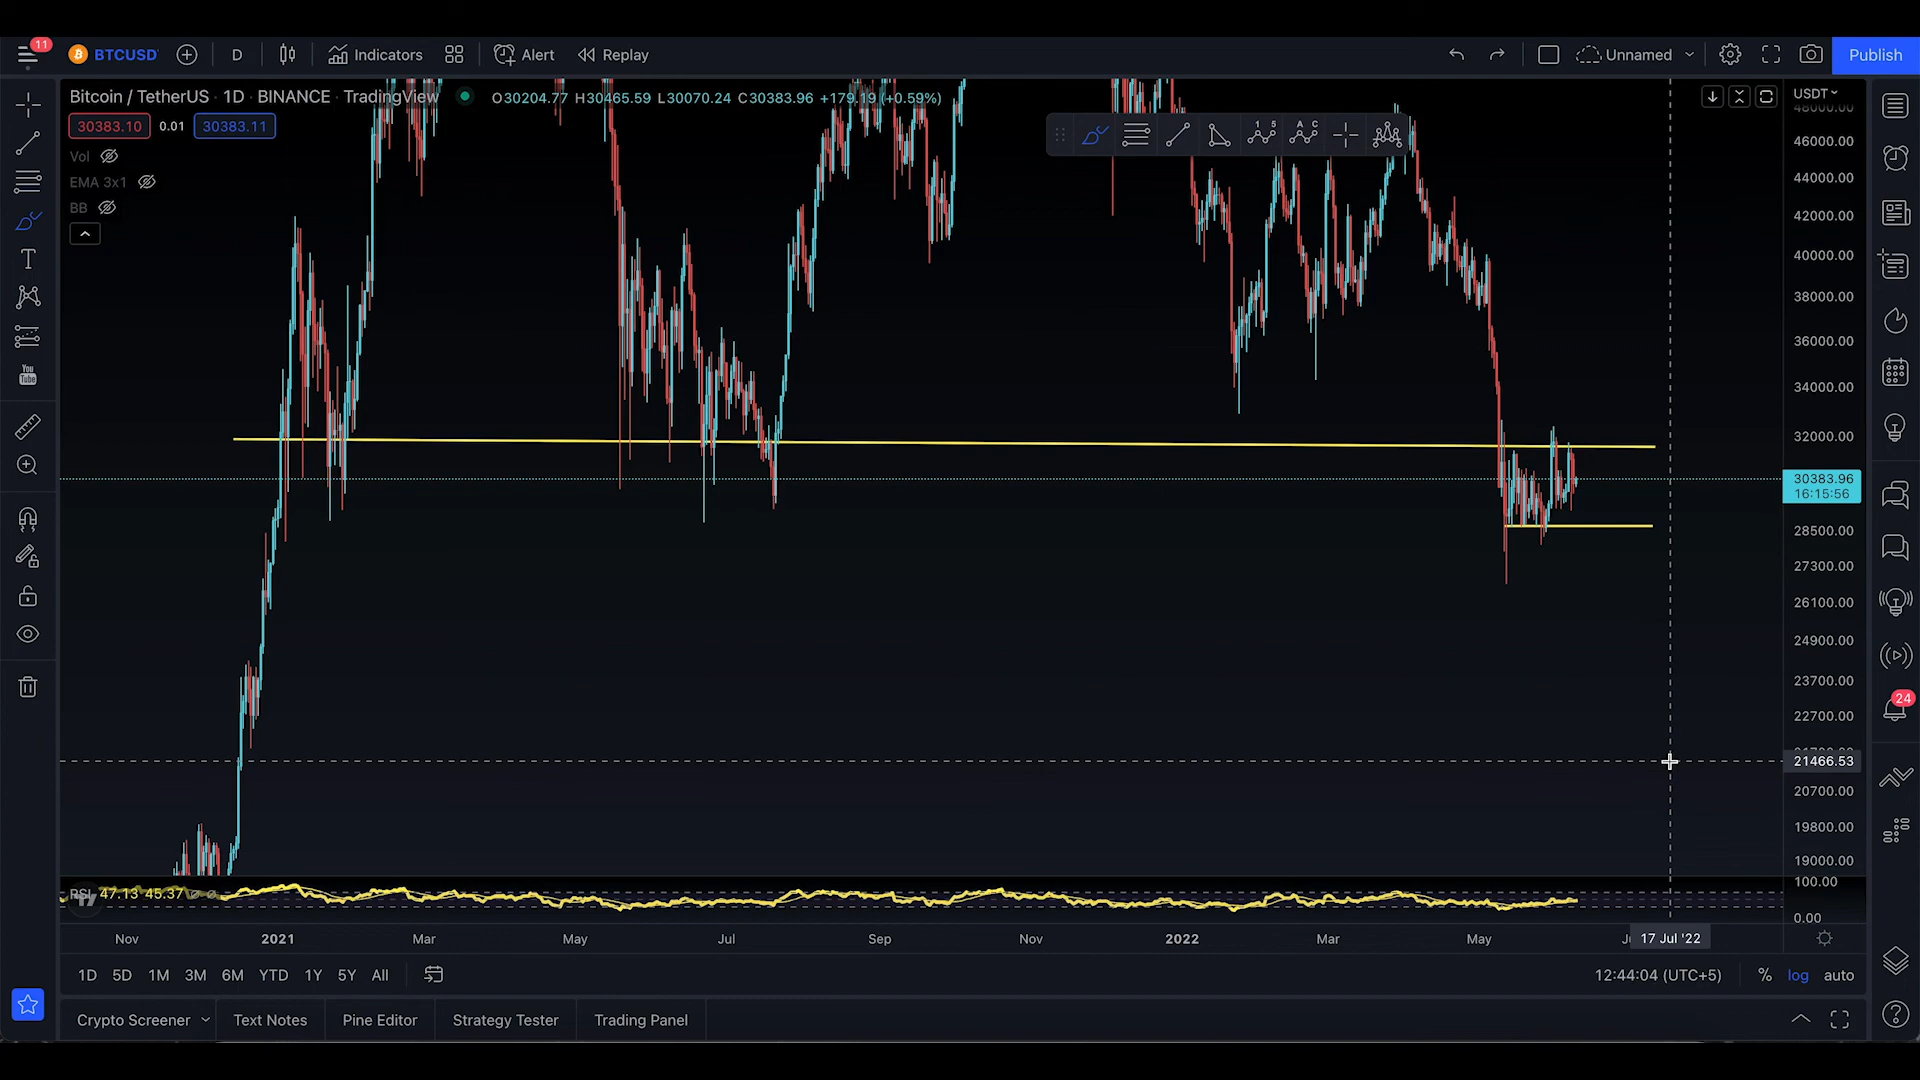 11
BTCUSD
D
Indicators
Alert
Replay
Unnamed
Publish
Bitcoin / TetherUS · 1D · BINANCE · TradingView
O30204.77 H30465.59 L30070.24 C30383.96 +179.19 (+0.59%)
USDT
30383.10
0.01
30383.11
Vol
EMA 3x1
BB
1 5
A C
You
Tube
48000.00
46000.00
44000.00
42000.00
40000.00
38000.00
36000.00
34000.00
32000.00
30383.96
16:15:56
28500.00
27300.00
26100.00
24900.00
23700.00
22700.00
21466.53
20700.00
19800.00
19000.00
24
RSI 47.13 45.37
100.00
0.00
Nov
2021
Mar
May
Jul
Sep
Nov
2022
Mar
May
17 Jul '22
1D
5D
1M
3M
6M
YTD
1Y
5Y
All
12:44:04 (UTC+5)
%
log
auto
Crypto Screener
Text Notes
Pine Editor
Strategy Tester
Trading Panel